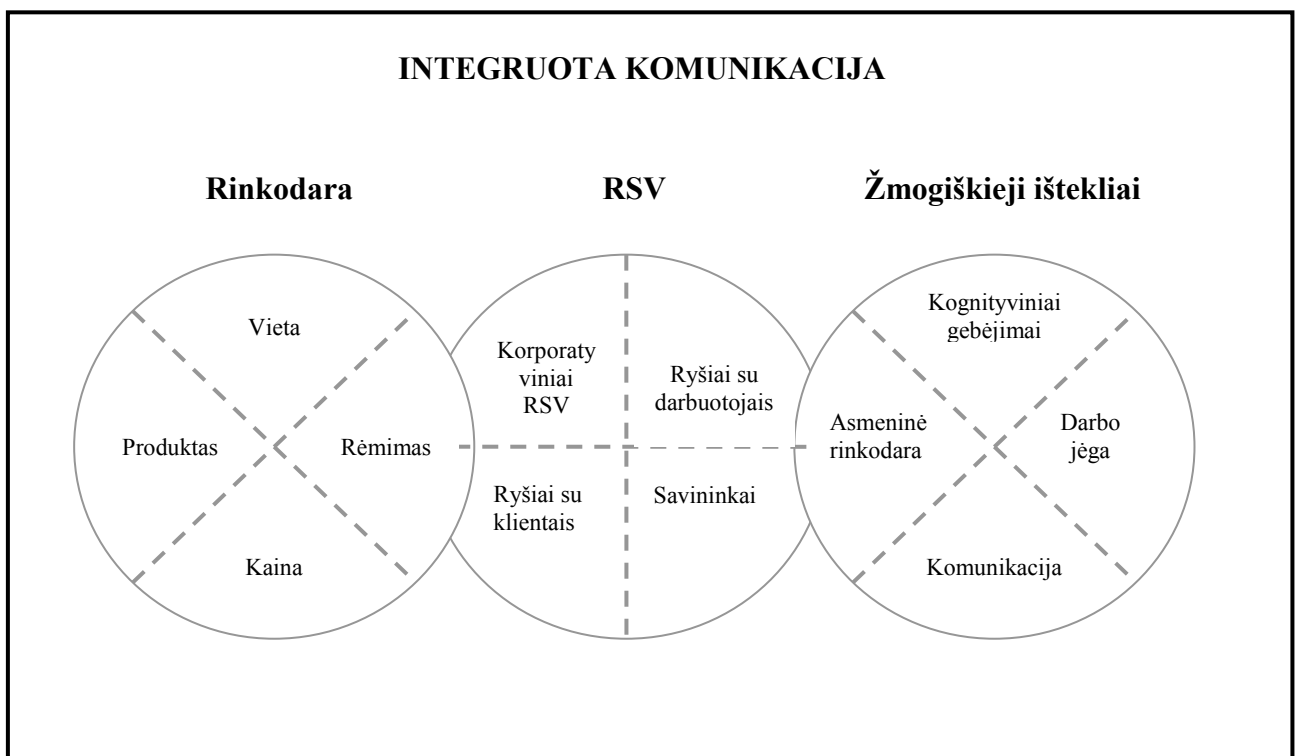 INTEGRUOTA KOMUNIKACIJA
Rinkodara
RSV
Žmogiškieji ištekliai
Vieta
Produktas
Rėmimas
Kaina
Korporaty
viniai
RSV
Ryšiai su
darbuotojais
Ryšiai su
klientais
Savininkai
Kognityviniai
gebėjimai
Asmeninė
rinkodara
Darbo
jėga
Komunikacija